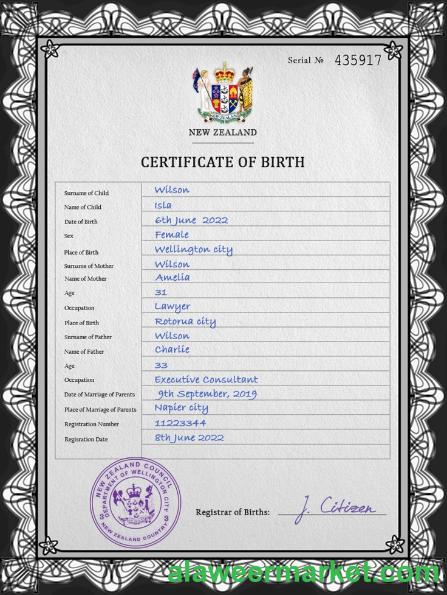 Serial № 435917
NEW ZEALAND
CERTIFICATE OF BIRTH
Surname of Child Wilson
Name of Child Isla
Date of Birth 6th June 2022
Sex Female
Place of Birth Wellington city
Surname of Mother Wilson
Name of Mother Amelia
Age 31
Occupation Lawyer
Place of Birth Rotorua city
Surname of Father Wilson
Name of Father Charlie
Age 33
Occupation Executive Consultant
Date of Marriage of Parents 9th September, 2019
Place of Marriage of Parents Napier city
Registration Number 11223344
Regisration Date 8th June 2022
NEW ZEALAND COUNCIL
DEPARTMENT OF WELLINGTON CITY
NEW ZEALAND COUNTRY
Registrar of Births: J. Citizen
alaweermarket.com